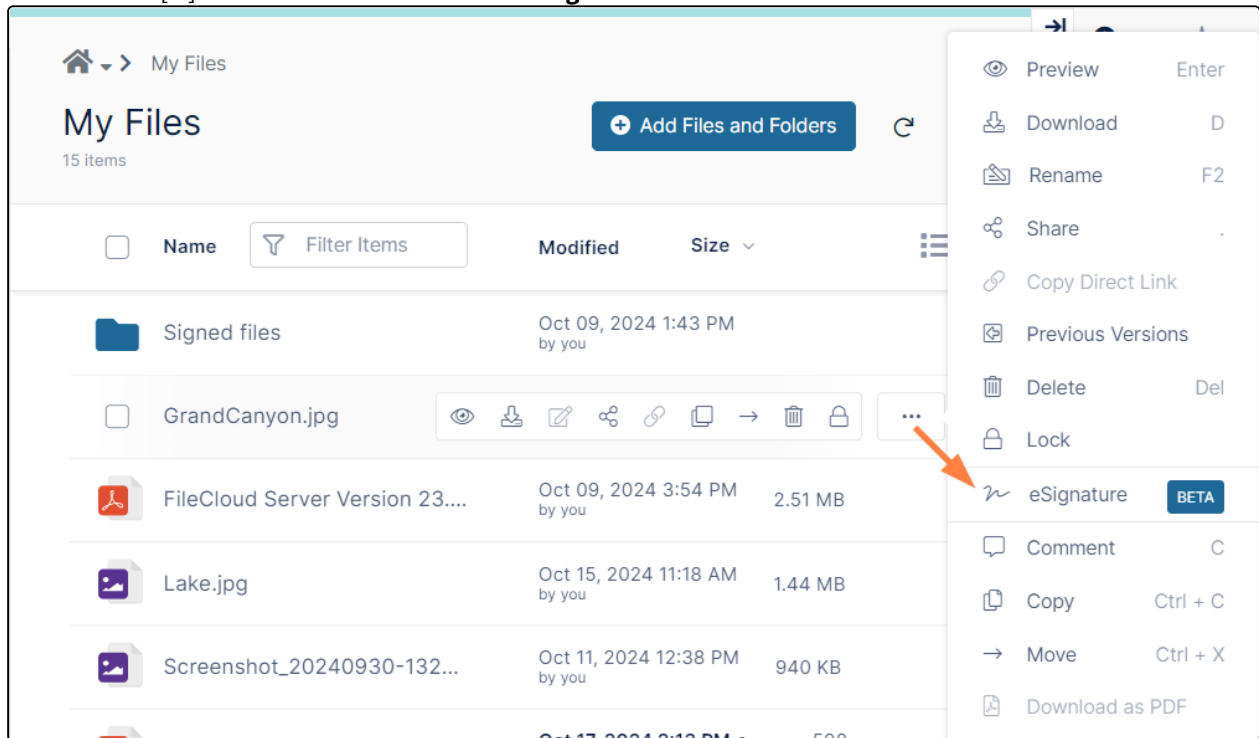 My Files
My Files
15 items
Add Files and Folders
Name
Filter Items
Modified
Size
Signed files
Oct 09, 2024 1:43 PM
by you
GrandCanyon.jpg
FileCloud Server Version 23....
Oct 09, 2024 3:54 PM
by you
2.51 MB
Lake.jpg
Oct 15, 2024 11:18 AM
by you
1.44 MB
Screenshot_20240930-132...
Oct 11, 2024 12:38 PM
by you
940 KB
Preview Enter
Download D
Rename F2
Share .
Copy Direct Link
Previous Versions
Delete Del
Lock
eSignature BETA
Comment C
Copy Ctrl + C
Move Ctrl + X
Download as PDF